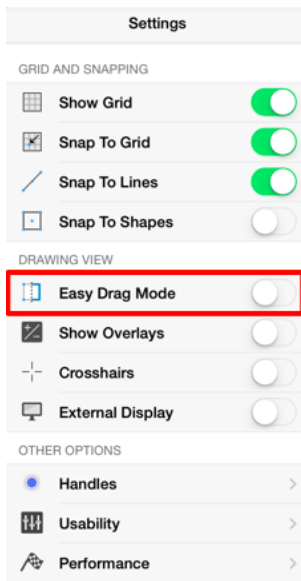 Settings
GRID AND SNAPPING
Show Grid
Snap To Grid
Snap To Lines
Snap To Shapes
DRAWING VIEW
Easy Drag Mode
Show Overlays
Crosshairs
External Display
OTHER OPTIONS
Handles
Usability
Performance